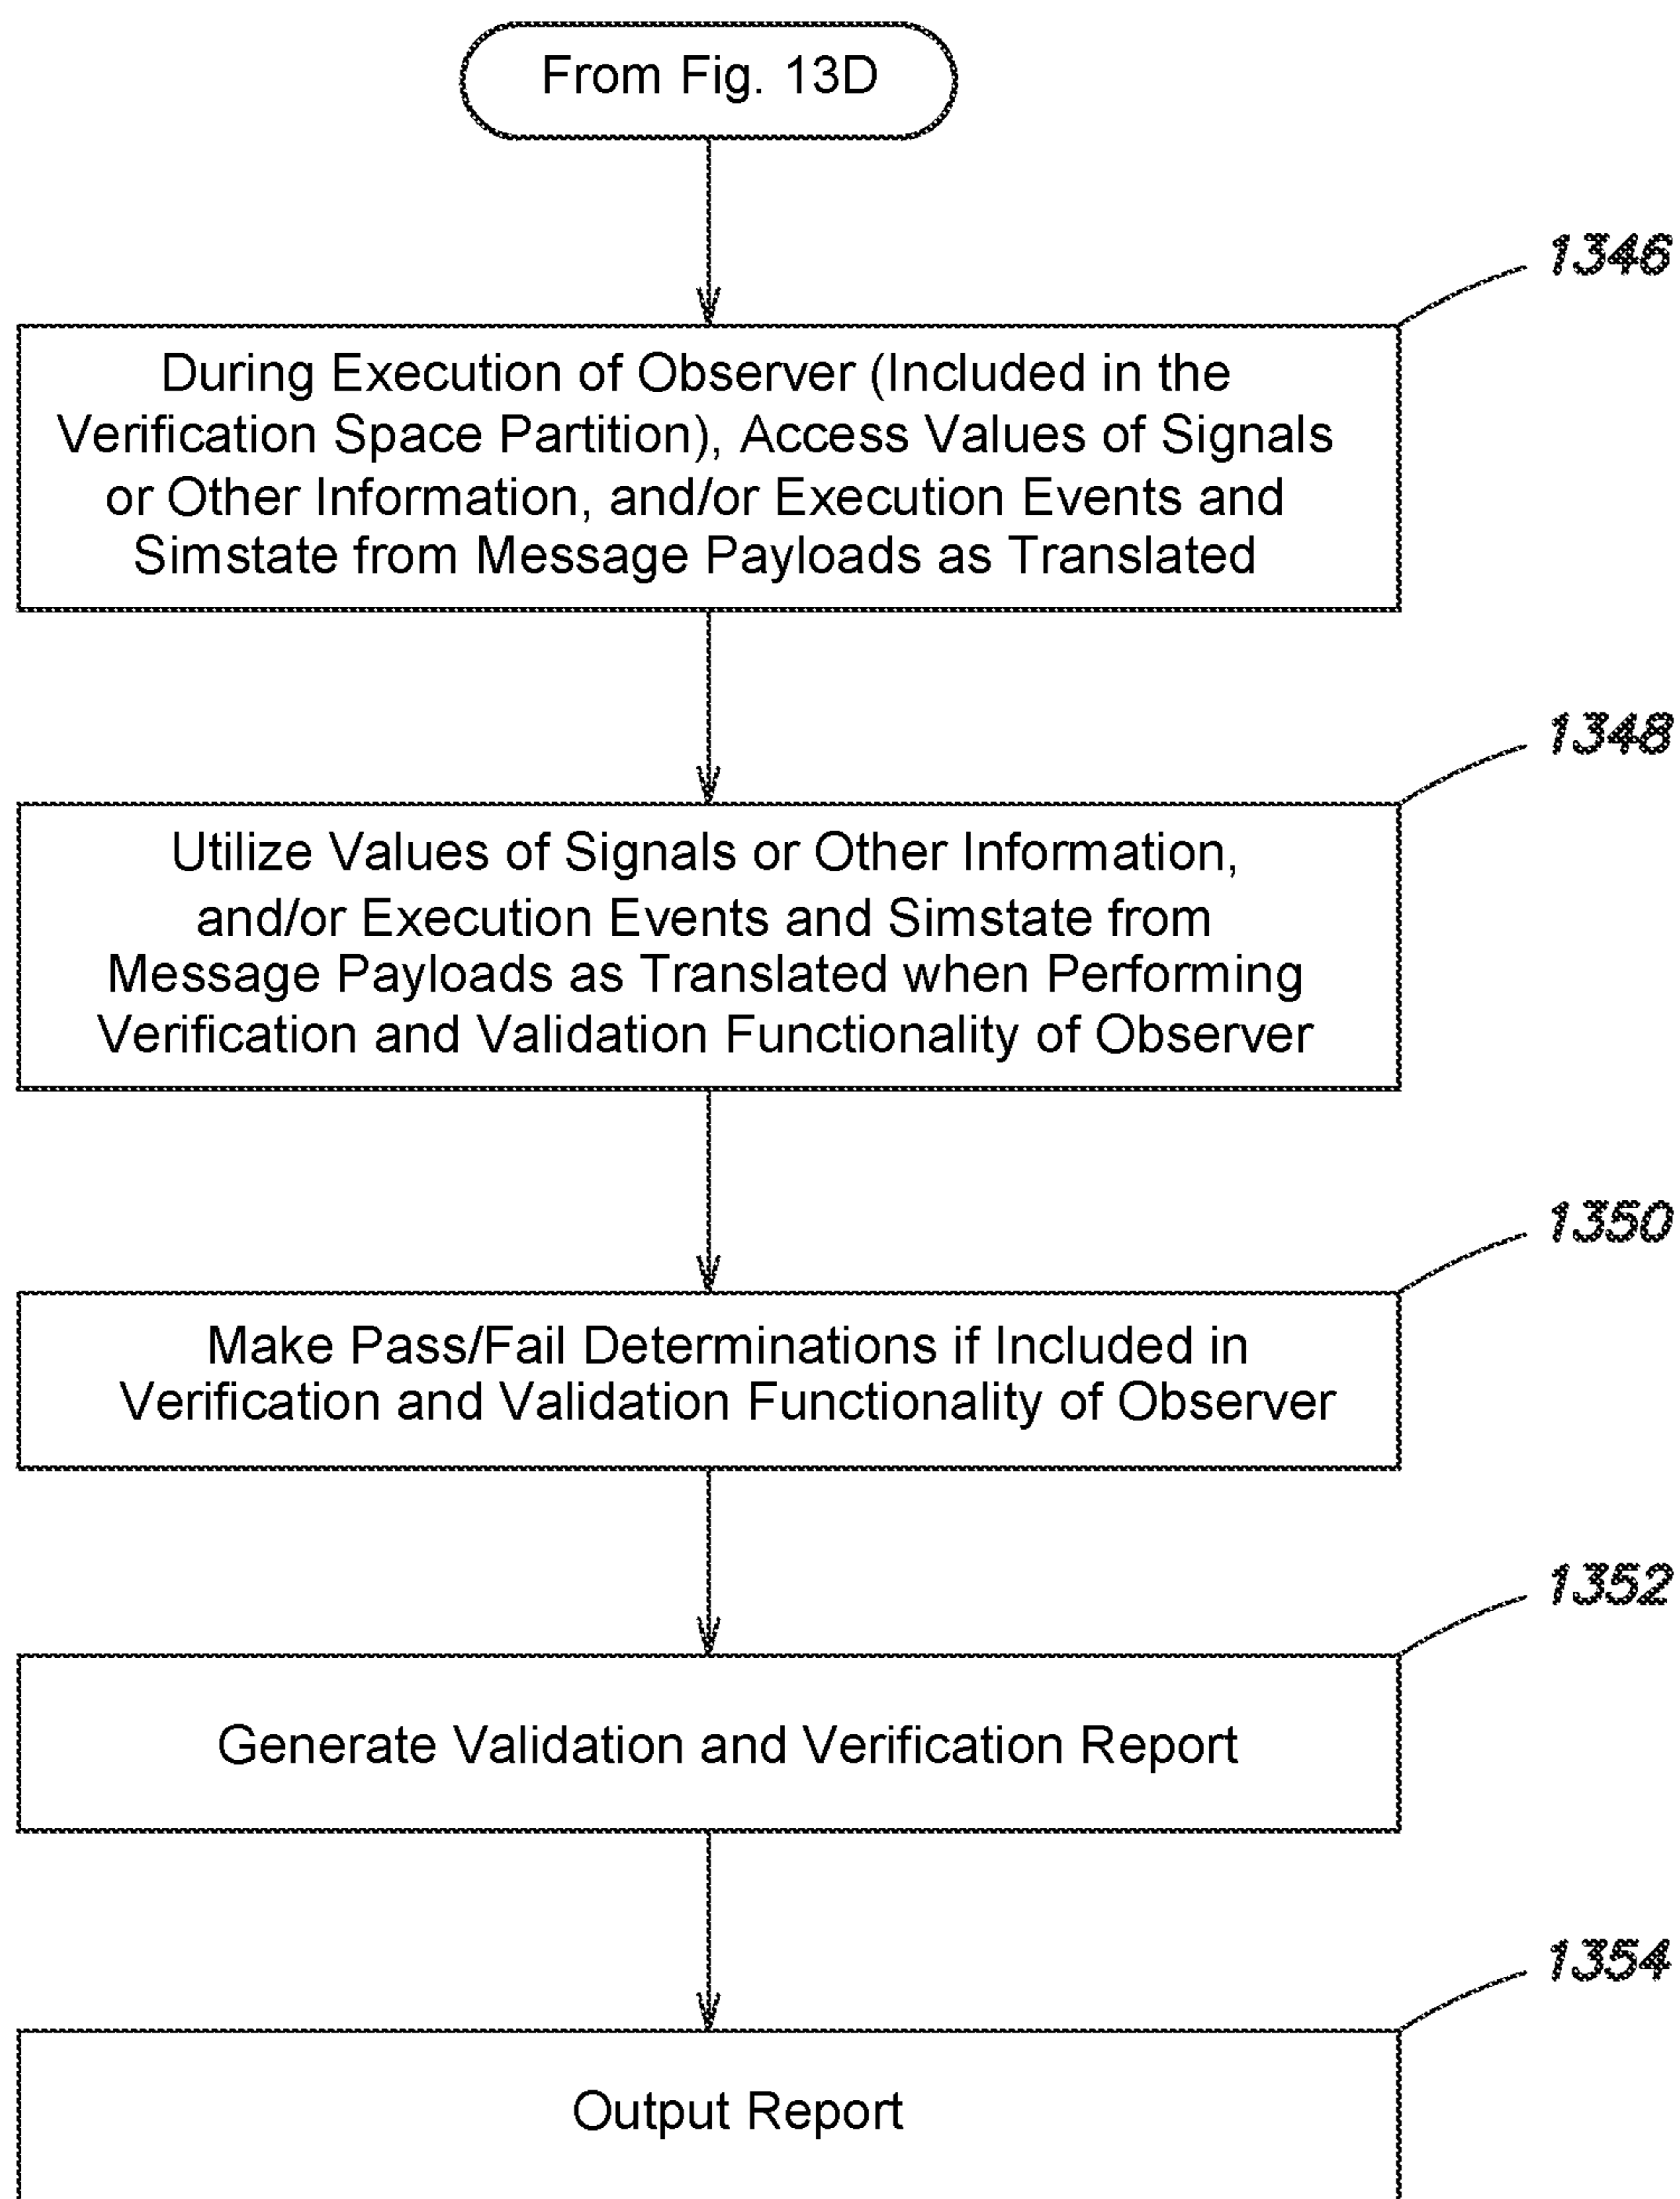 From Fig. 13D
1346
During Execution of Observer (Included in the
Verification Space Partition), Access Values of Signals
or Other Information, and/or Execution Events and
Simstate from Message Payloads as Translated
1348
Utilize Values of Signals or Other Information,
and/or Execution Events and Simstate from
Message Payloads as Translated when Performing
Verification and Validation Functionality of Observer
1350
Make Pass/Fail Determinations if Included in
Verification and Validation Functionality of Observer
1352
Generate Validation and Verification Report
1354
Output Report